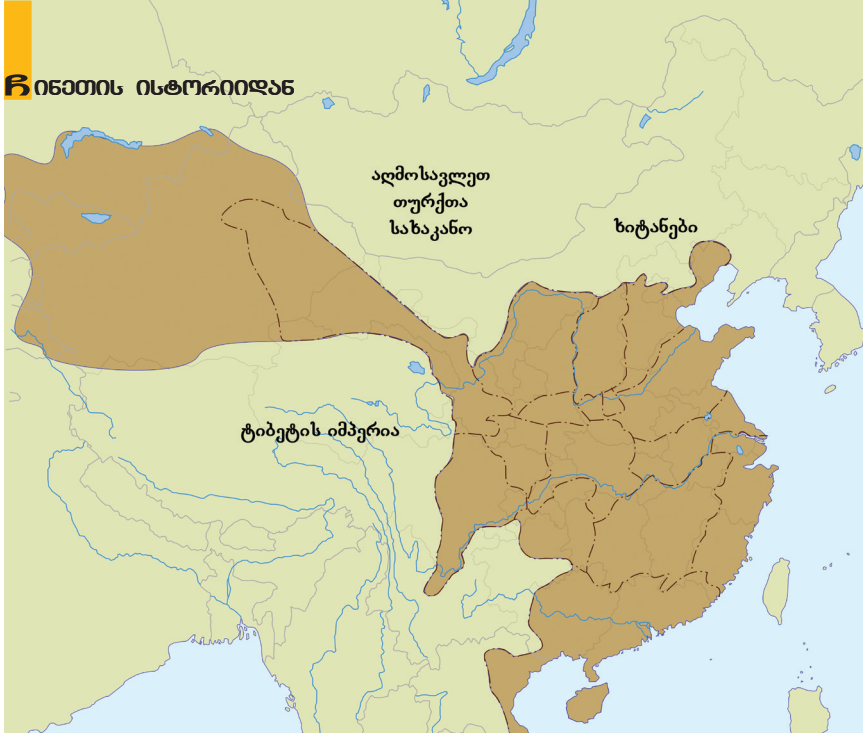 ჩინეთის ისტორიიდან
აღმოსავლეთ
თურქთა
სახაკანო
ხიტანები
ტიბეტის იმპერია